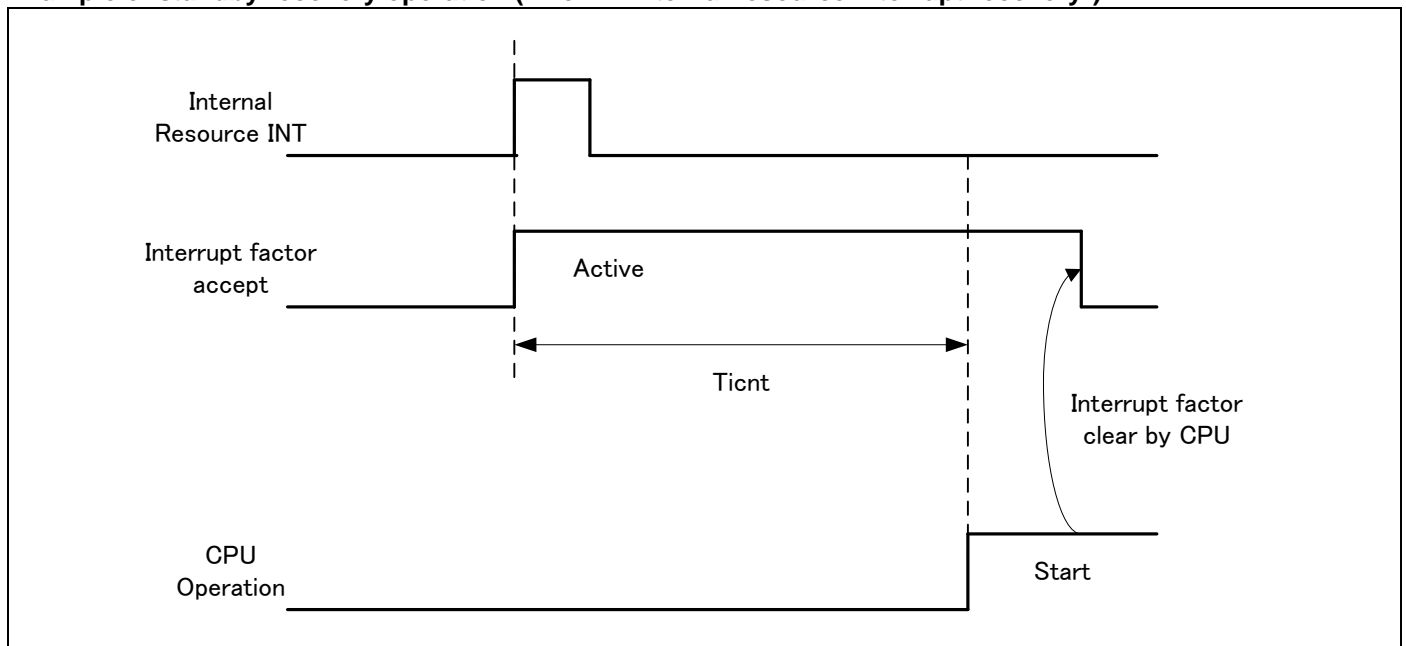 Internal
Resource INT
Interrupt factor
accept
Active
Ticnt
Interrupt factor
clear by CPU
CPU
Operation
Start